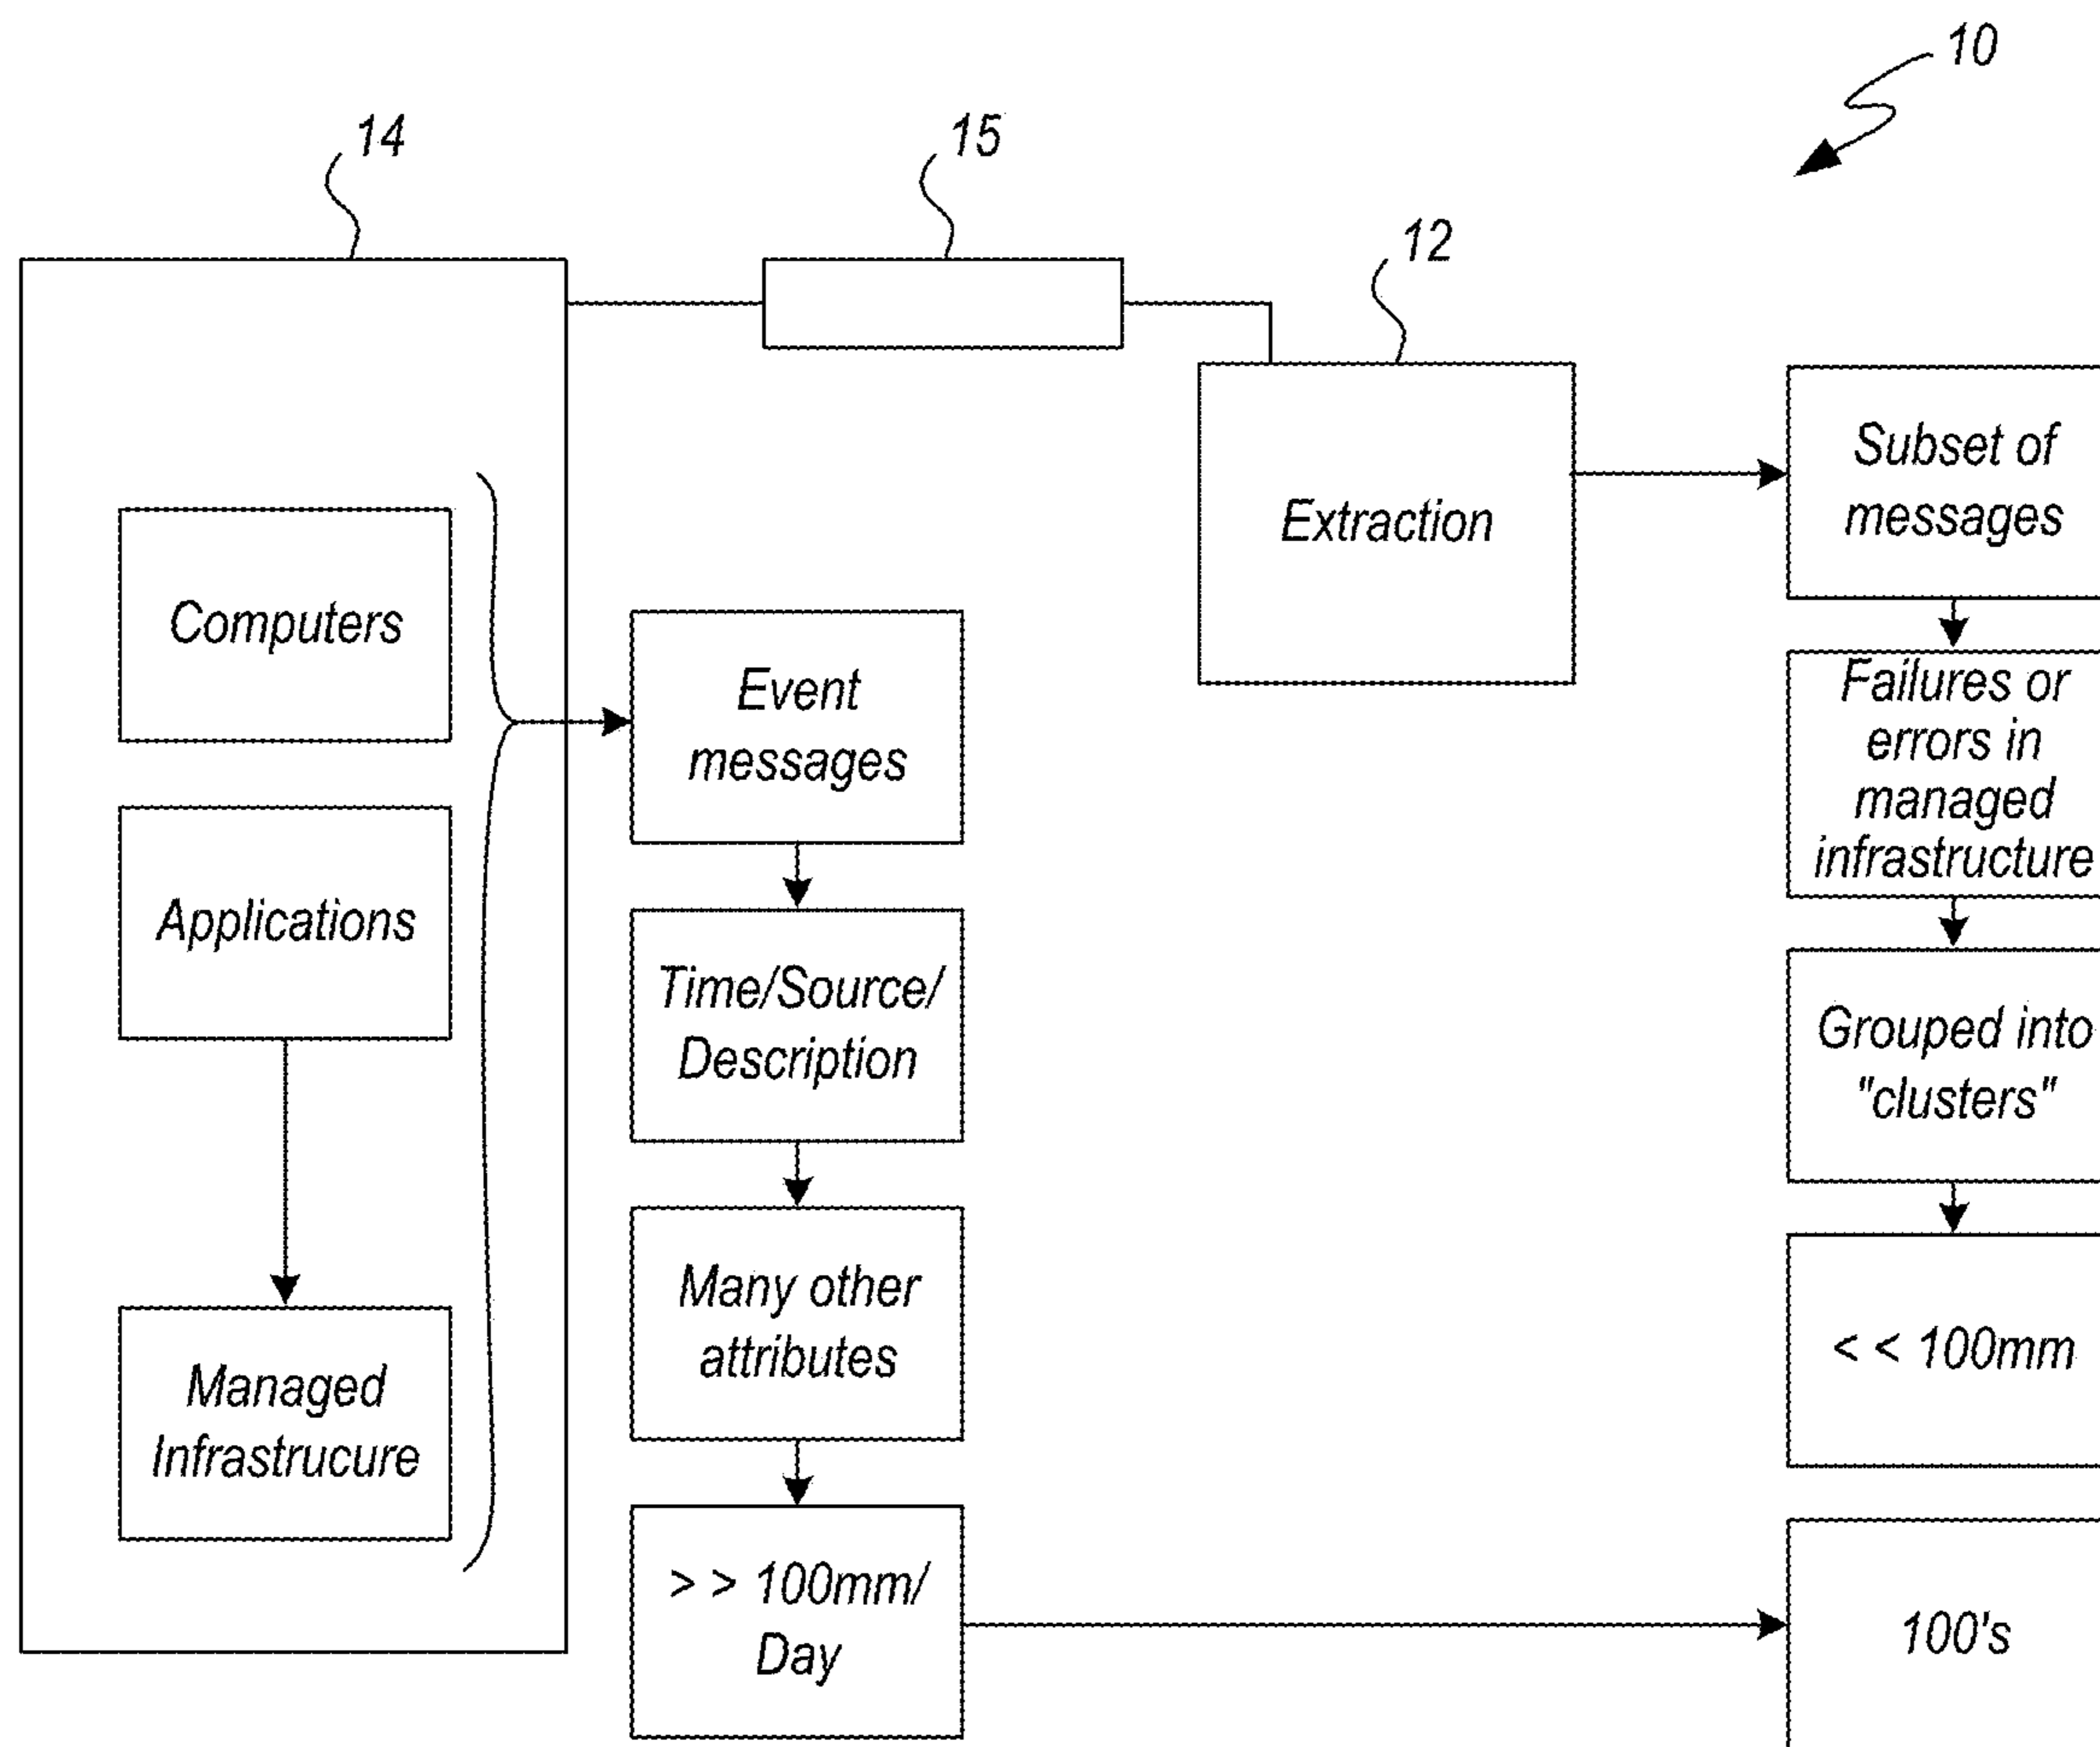 10
14
15
12
Computers
Applications
Managed
Infrastrucure
Event
messages
Time/Source/
Description
Many other
attributes
> > 100mm/
Day
Extraction
Subset of
messages
Failures or
errors in
managed
infrastructure
Grouped into
"clusters"
< < 100mm
100's